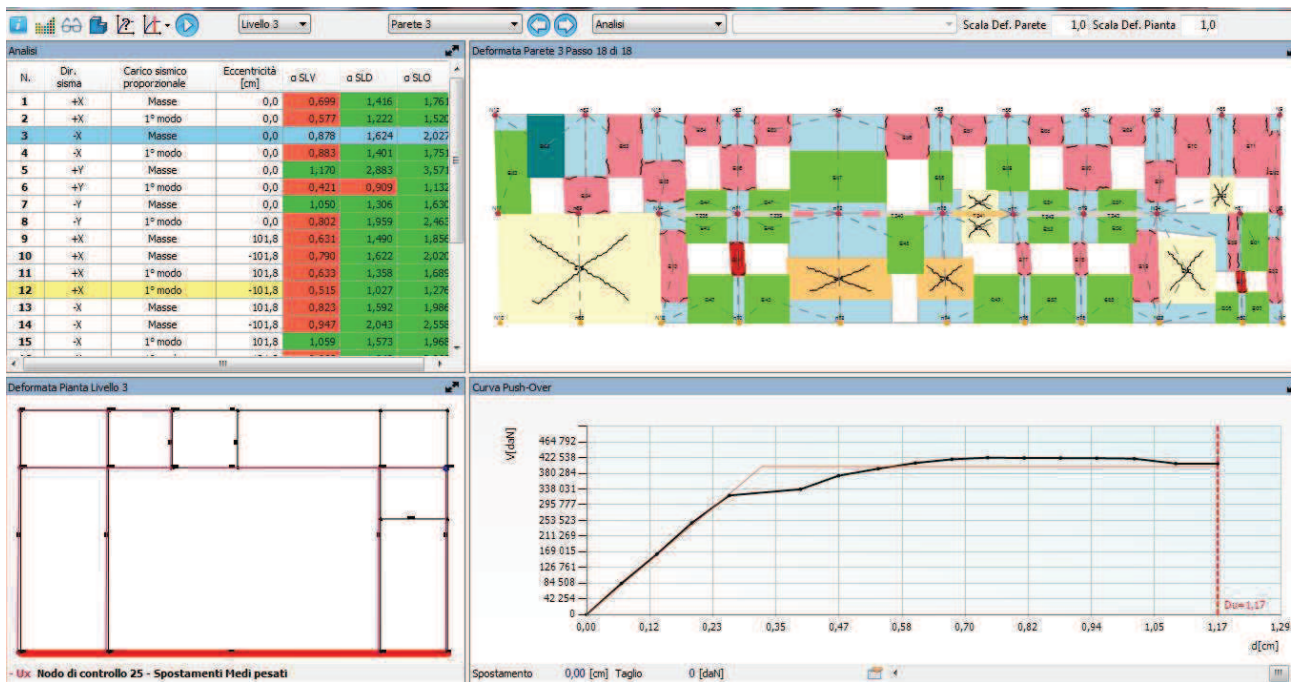 Livello 3
Parete 3
Analisi
Scala Def. Parete 1,0 Scala Def. Pianta 1,0
Analisi
N. Dir. sisma Carico sismico proporzionale Eccentricità [cm] α SLV α SLD α SLO
1 +X Masse 0,0 0,699 1,416 1,761
2 +X 1° modo 0,0 0,577 1,222 1,520
3 -X Masse 0,0 0,878 1,624 2,027
4 -X 1° modo 0,0 0,883 1,401 1,751
5 +Y Masse 0,0 1,170 2,883 3,571
6 +Y 1° modo 0,0 0,421 0,909 1,132
7 -Y Masse 0,0 1,050 1,306 1,630
8 -Y 1° modo 0,0 0,802 1,959 2,463
9 +X Masse 101,8 0,631 1,490 1,856
10 +X Masse -101,8 0,790 1,622 2,020
11 +X 1° modo 101,8 0,633 1,358 1,689
12 +X 1° modo -101,8 0,515 1,027 1,276
13 -X Masse 101,8 0,823 1,592 1,986
14 -X Masse -101,8 0,947 2,043 2,558
15 -X 1° modo 101,8 1,059 1,573 1,968
Deformata Parete 3 Passo 18 di 18
Deformata Pianta Livello 3
- Ux Nodo di controllo 25 - Spostamenti Medi pesati
Curva Push-Over
V[daN]
464 792
422 538
380 284
338 031
295 777
253 523
211 269
169 015
126 761
84 508
42 254
0
0,00 0,12 0,23 0,35 0,47 0,58 0,70 0,82 0,94 1,05 1,17 1,29
Du=1,17
d[cm]
Spostamento 0,00 [cm] Taglio 0 [daN]